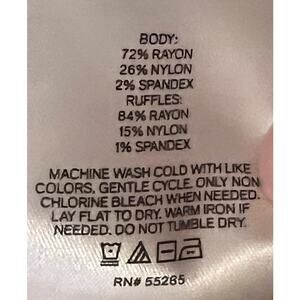 BODY:
72% RAYON
26% NYLON
2% SPANDEX
RUFFLES:
84% RAYON
15% NYLON
1% SPANDEX
MACHINE WASH COLD WITH LIKE
COLORS, GENTLE CYCLE. ONLY NON
CHLORINE BLEACH WHEN NEEDED.
LAY FLAT TO DRY. WARM IRON IF
NEEDED. DO NOT TUMBLE DRY.
RN# 55285